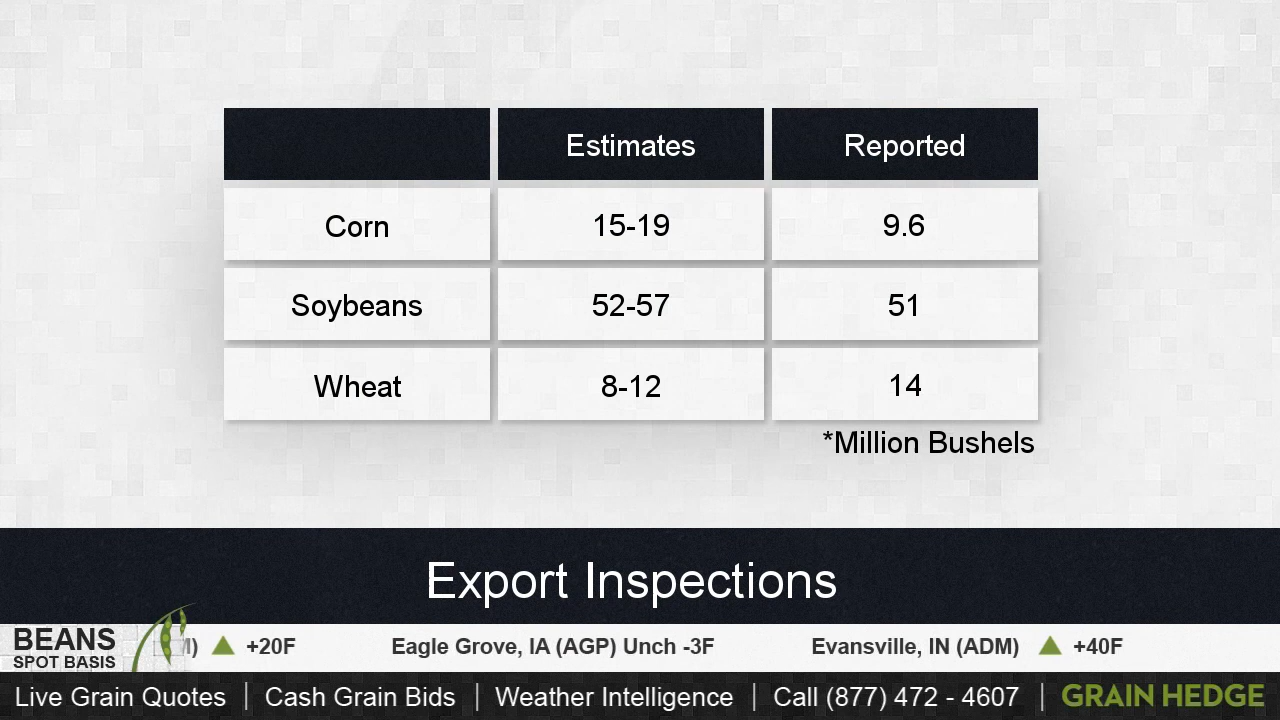 Estimates Reported
Corn 15-19 9.6
Soybeans 52-57 51
Wheat 8-12 14
*Million Bushels
Export Inspections
BEANS
SPOT BASIS
) +20F Eagle Grove, IA (AGP) Unch -3F Evansville, IN (ADM) +40F
Live Grain Quotes | Cash Grain Bids | Weather Intelligence | Call (877) 472 - 4607 | GRAIN HEDGE